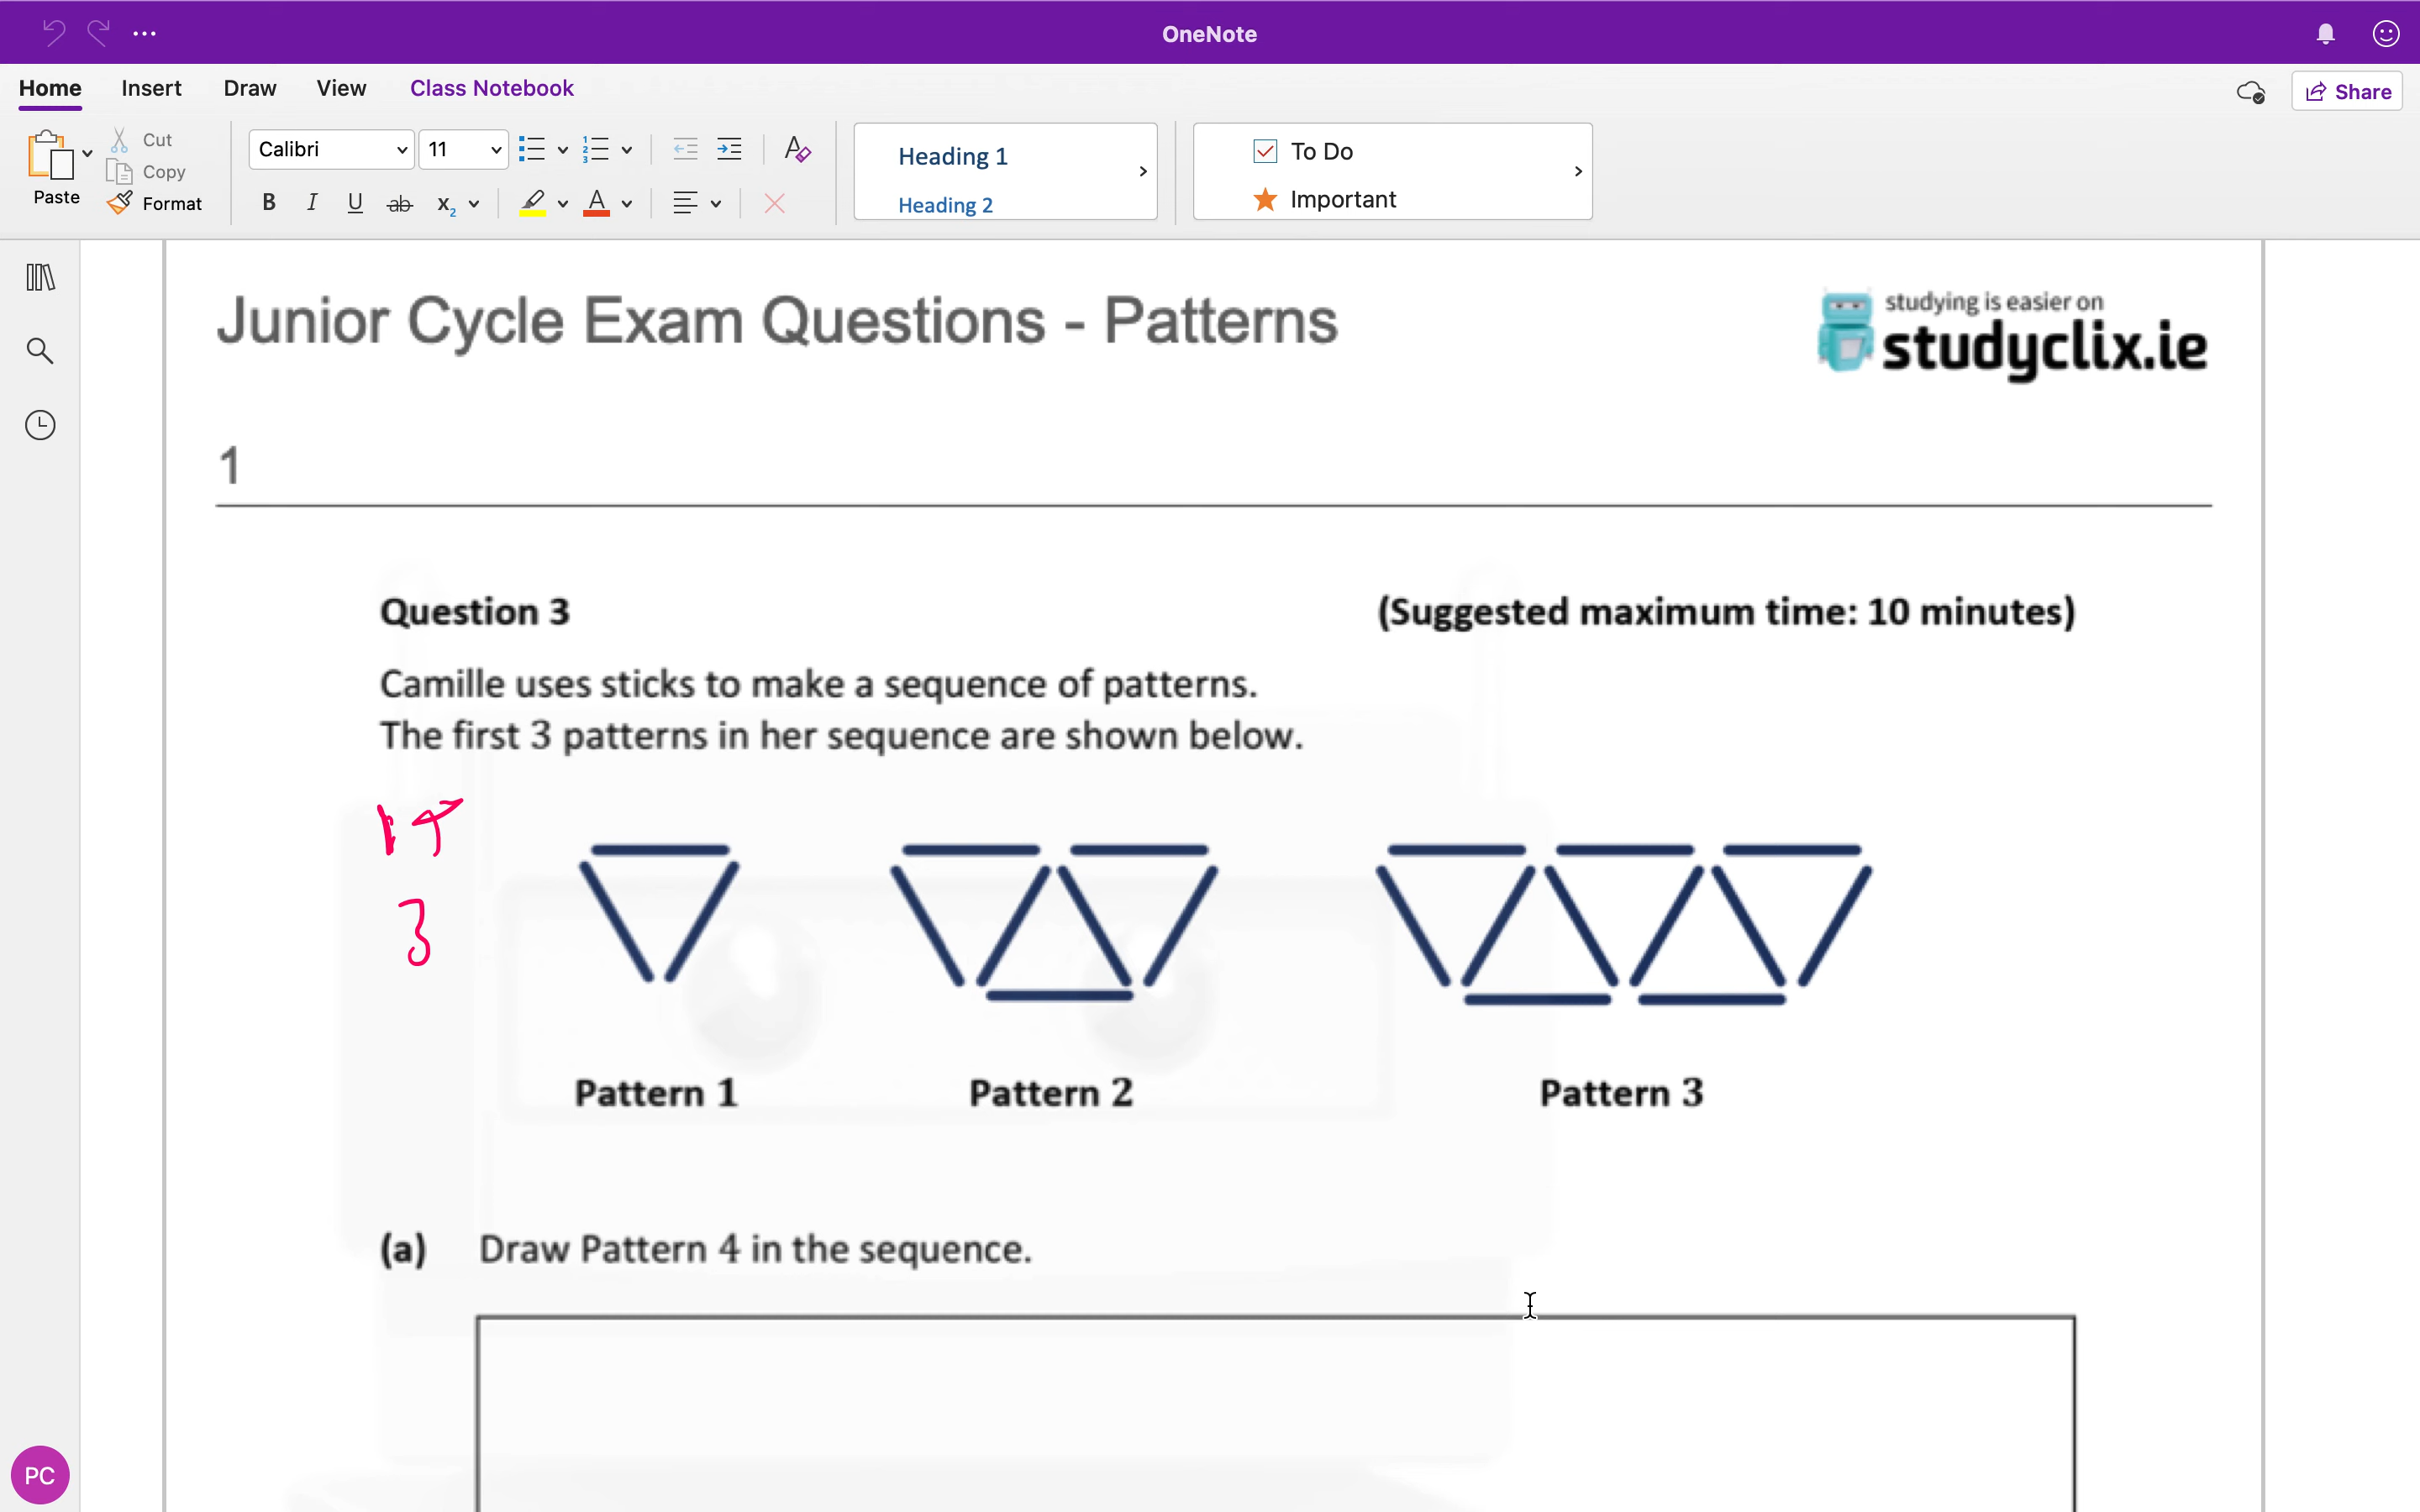 OneNote
Home Insert Draw View Class Notebook Share
Paste Cut Copy Format
Calibri 11
B I U ab x2 A
Heading 1
Heading 2
To Do
Important
Junior Cycle Exam Questions - Patterns
studying is easier on
studyclix.ie
1
Question 3 (Suggested maximum time: 10 minutes)
Camille uses sticks to make a sequence of patterns.
The first 3 patterns in her sequence are shown below.
3
Pattern 1 Pattern 2 Pattern 3
(a) Draw Pattern 4 in the sequence.
PC